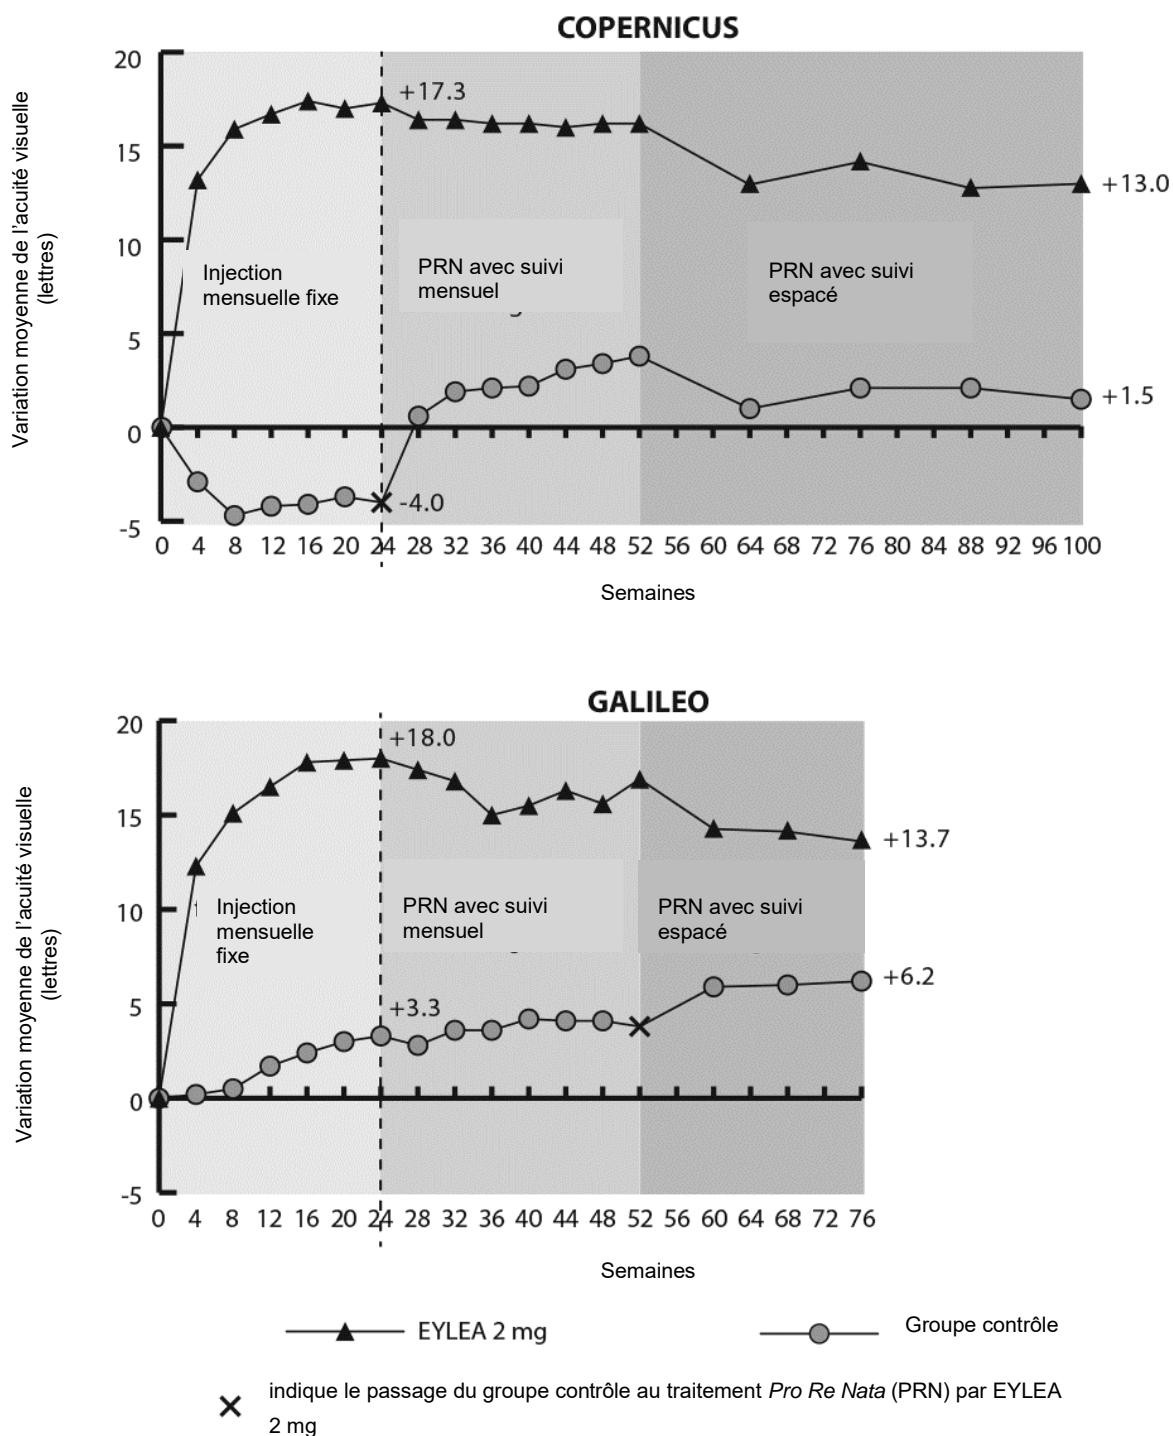 COPERNICUS
Variation moyenne de l’acuité visuelle
(lettres)
20
15
10
5
0
-5
+17.3
+13.0
Injection
mensuelle fixe
PRN avec suivi
mensuel
PRN avec suivi
espacé
+1.5
-4.0
0 4 8 12 16 20 24 28 32 36 40 44 48 52 56 60 64 68 72 76 80 84 88 92 96 100
Semaines
GALILEO
Variation moyenne de l’acuité visuelle
(lettres)
20
15
10
5
0
-5
+18.0
+13.7
Injection
mensuelle
fixe
PRN avec suivi
mensuel
PRN avec suivi
espacé
+6.2
+3.3
0 4 8 12 16 20 24 28 32 36 40 44 48 52 60 64 68 72 76
Semaines
EYLEA 2 mg
Groupe contrôle
indique le passage du groupe contrôle au traitement Pro Re Nata (PRN) par EYLEA
2 mg